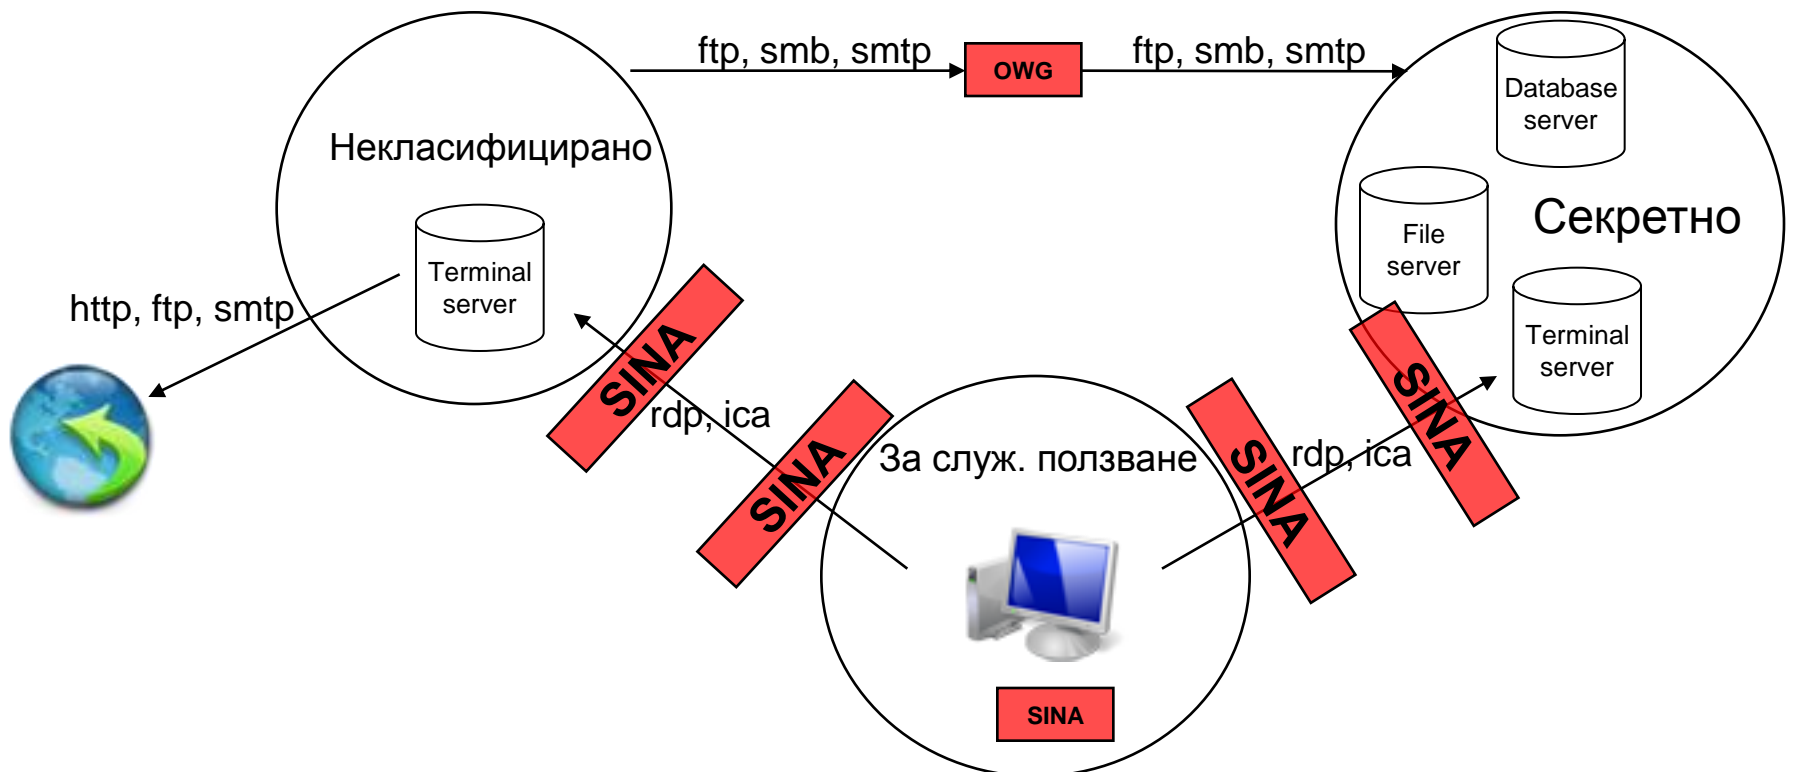 ftp, smb, smtp
OWG
ftp, smb, smtp
Database
server
Некласифицирано
File
server
Секретно
Terminal
server
http, ftp, smtp
Terminal
server
SINA
rdp, ica
SINA
За служ. ползване
SINA
rdp, ica
SINA
SINA